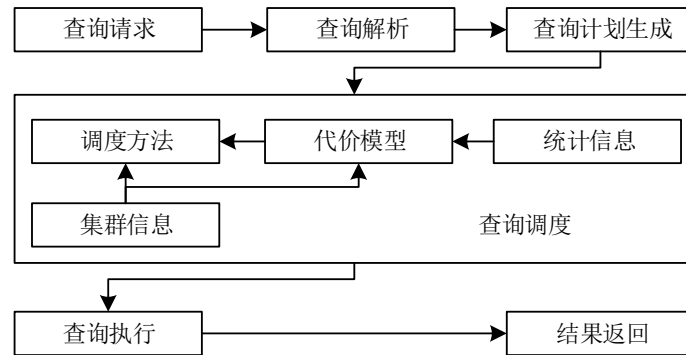 查询请求
查询解析
查询计划生成
调度方法
代价模型
统计信息
集群信息
查询调度
查询执行
结果返回